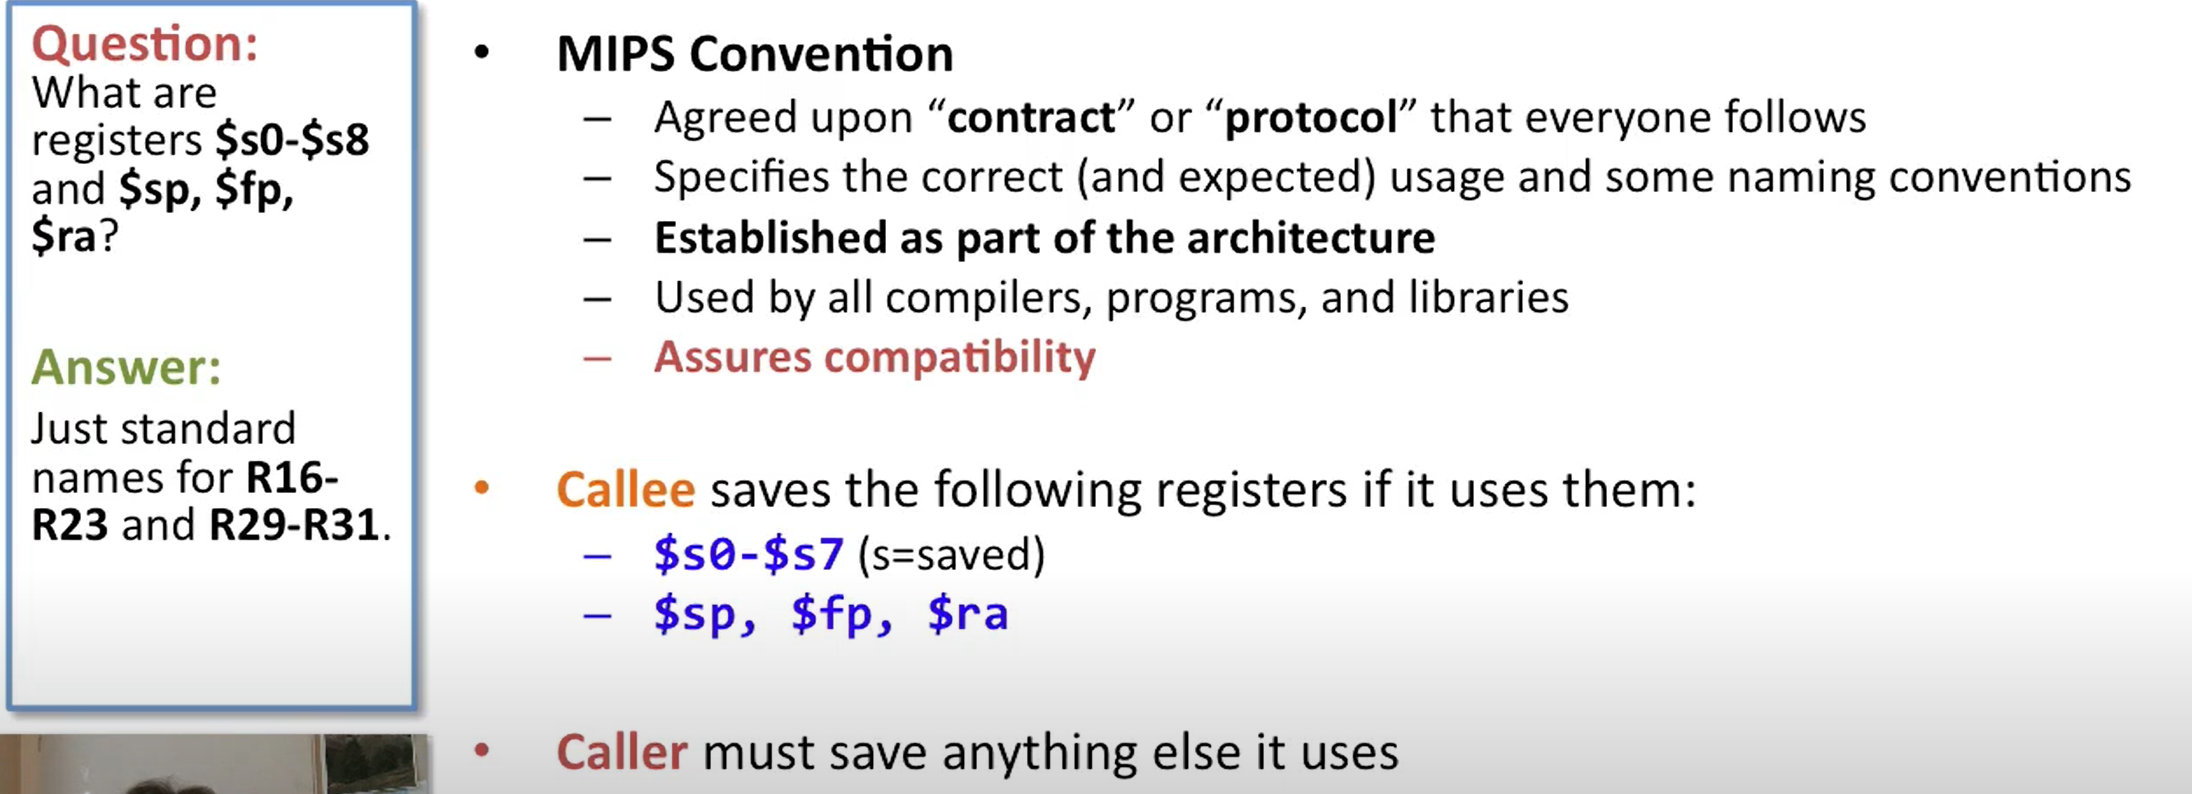 Question:
What are
registers $s0-$s8
and $sp, $fp,
$ra?
Answer:
Just standard
names for R16-
R23 and R29-R31.
• MIPS Convention
– Agreed upon “contract” or “protocol” that everyone follows
– Specifies the correct (and expected) usage and some naming conventions
– Established as part of the architecture
– Used by all compilers, programs, and libraries
– Assures compatibility
• Callee saves the following registers if it uses them:
– $s0-$s7 (s=saved)
– $sp, $fp, $ra
• Caller must save anything else it uses